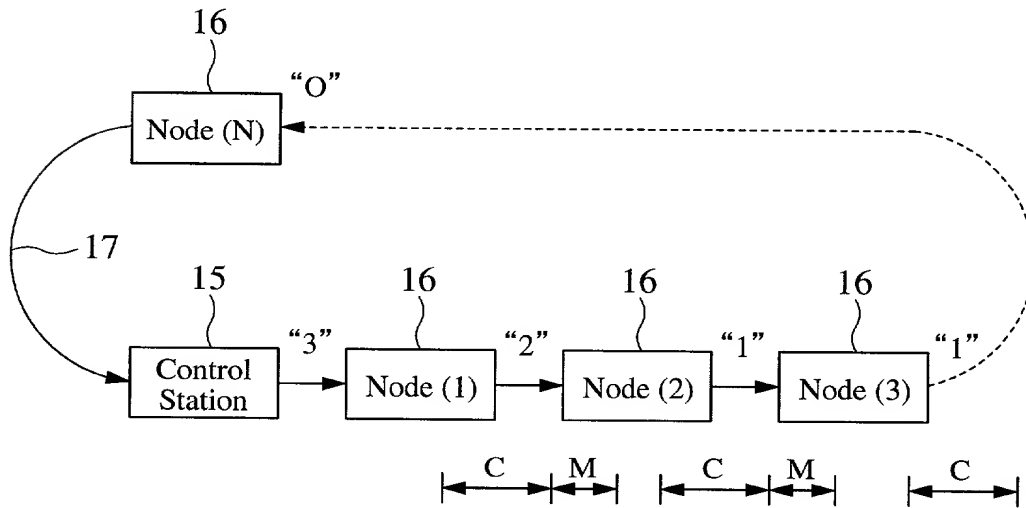 16
“O”
Node (N)
17
15
16
16
16
“3”
“2”
“1”
“1”
Control
Station
Node (1)
Node (2)
Node (3)
C
M
C
M
C